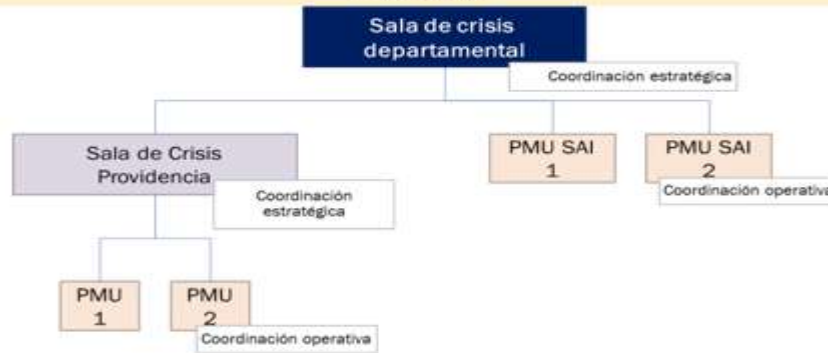 Sala de crisis
departamental
Coordinación estratégica
Sala de Crisis
Providencia
Coordinación
estratégica
PMU SAI
1
PMU SAI
2
Coordinación operativa
PMU
1
PMU
2
Coordinación operativa